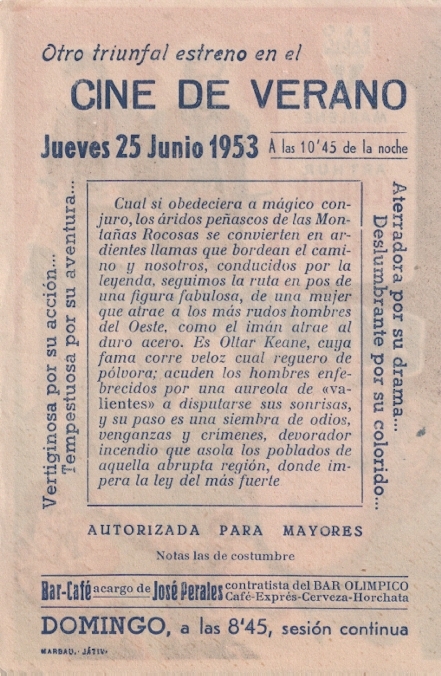 Otro triunfal estreno en el
CINE DE VERANO
Jueves 25 Junio 1953 A las 10'45 de la noche
Vertiginosa por su acción...
Tempestuosa por su aventura...
Cual si obedeciera a mágico con-
juro, los áridos peñascos de las Mon-
tañas Rocosas se convierten en ar-
dientes llamas que bordean el cami-
no y nosotros, conducidos por la
leyenda, seguimos la ruta en pos de
una figura fabulosa, de una mujer
que atrae a los más rudos hombres
del Oeste, como el imán atrae al
duro acero. Es Ollar Keane, cuya
fama corre veloz cual reguero de
pólvora; acuden los hombres enfe-
brecidos por una aureola de «va-
lientes» a disputarse sus sonrisas,
y su paso es una siembra de odios,
venganzas y crimenes, devorador
incendio que asola los poblados de
aquella abrupta región, donde im-
pera la ley del más fuerte
Aterradora por su drama...
Deslumbrante por su colorido...
AUTORIZADA PARA MAYORES
Notas las de costumbre
Bar-Café acargo de José Perales contratista del BAR OLIMPICO
Café-Exprés-Cerveza-Horchata
DOMINGO, a las 8'45, sesión continua
MARBAU.-JÁTIVA